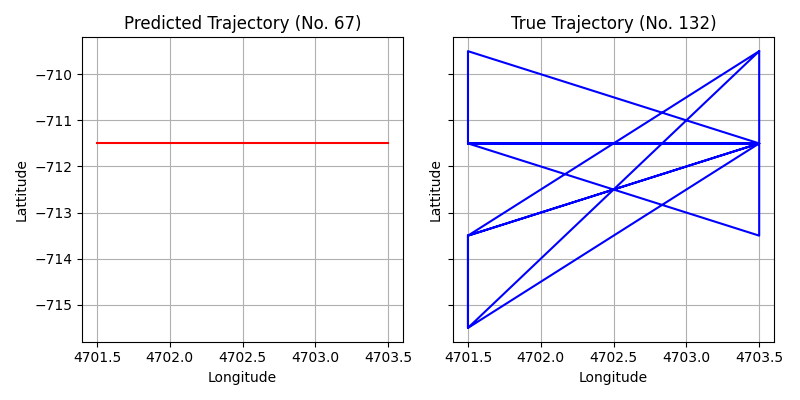 Predicted Trajectory (No. 67)
True Trajectory (No. 132)
Lattitude
−710
−711
−712
−713
−714
−715
4701.5 4702.0 4702.5 4703.0 4703.5
Longitude
Lattitude
4701.5 4702.0 4702.5 4703.0 4703.5
Longitude